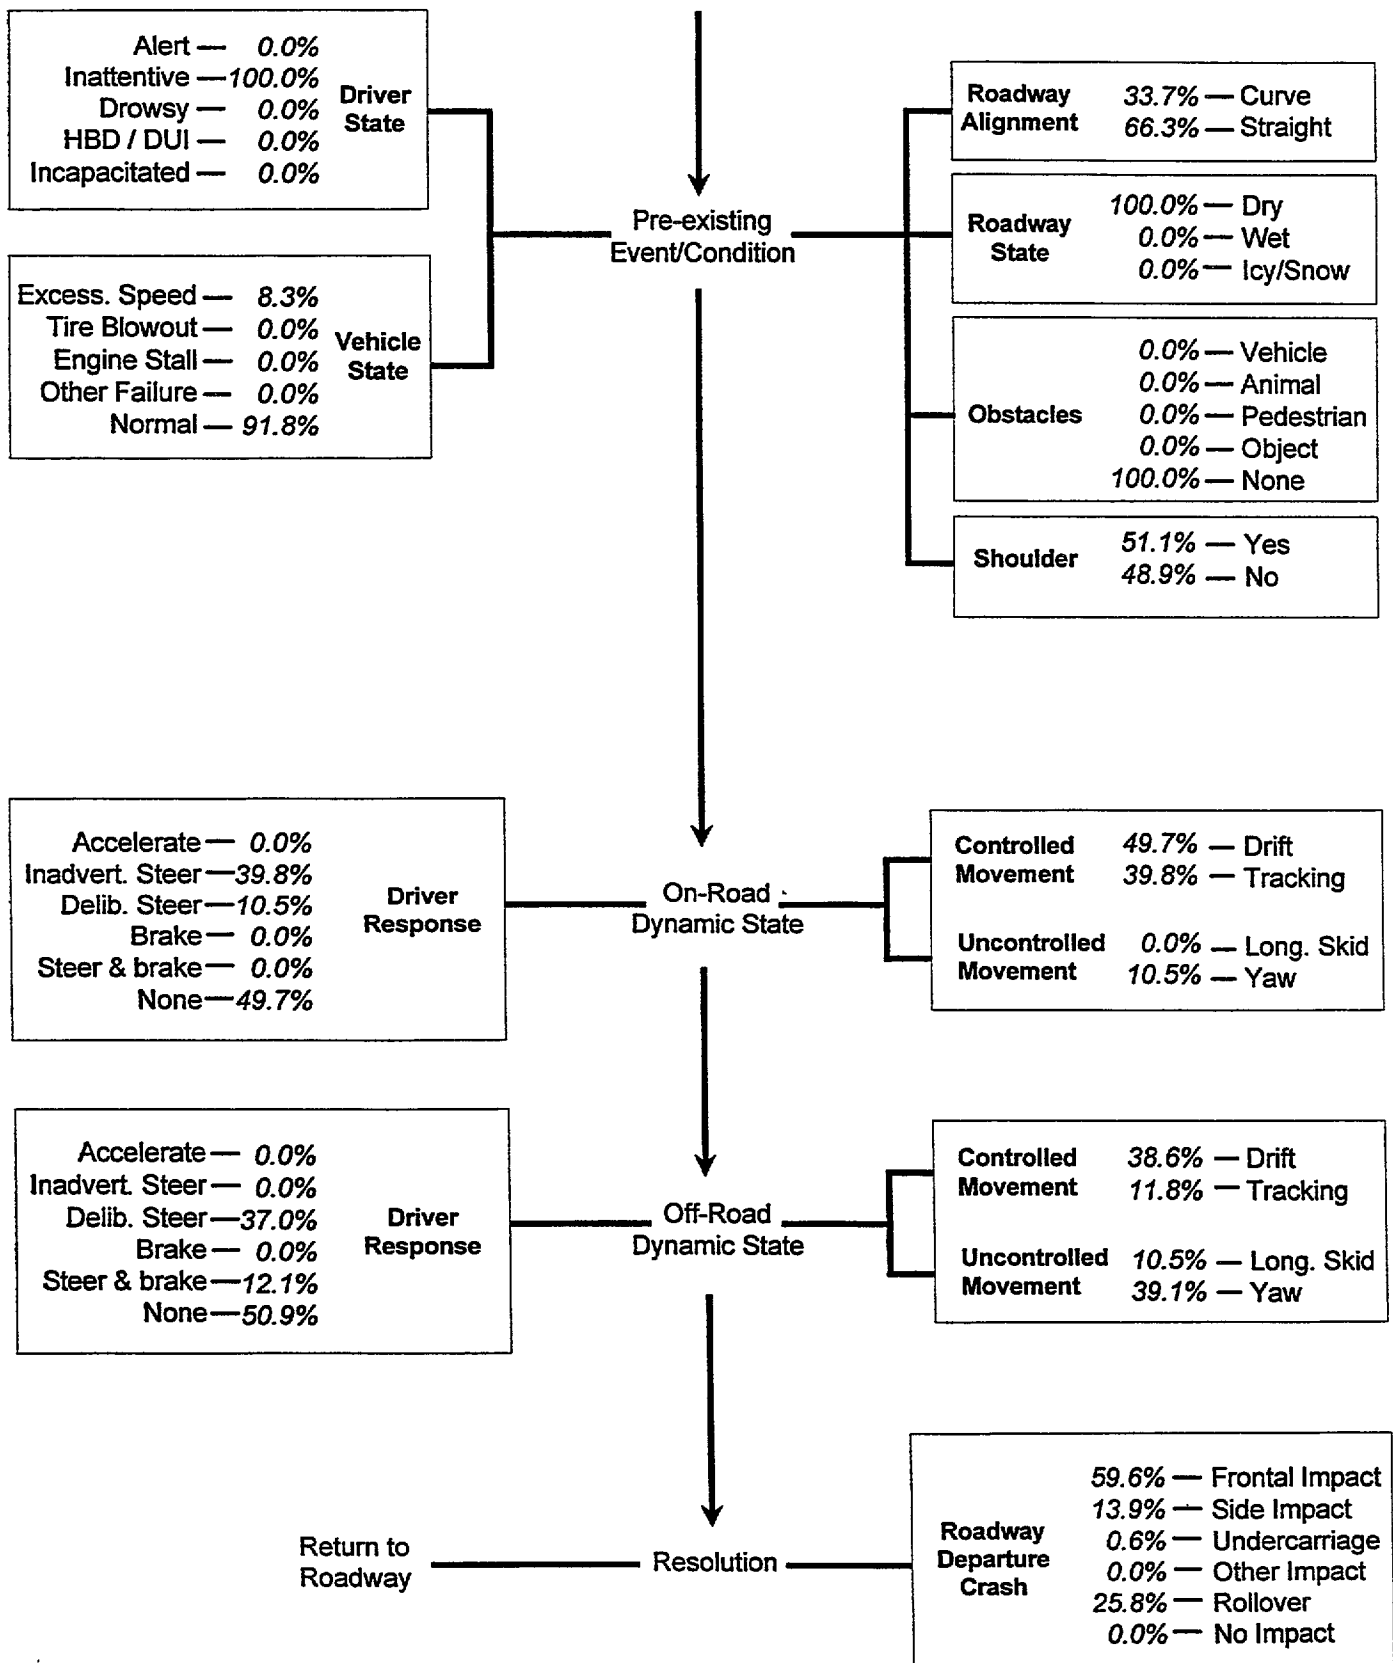 Alert — 0.0%
Inattentive — 100.0%
Drowsy — 0.0%
HBD / DUI — 0.0%
Incapacitated — 0.0%
Driver
State
Excess. Speed — 8.3%
Tire Blowout — 0.0%
Engine Stall — 0.0%
Other Failure — 0.0%
Normal — 91.8%
Vehicle
State
Pre-existing
Event/Condition
Roadway
Alignment
33.7% — Curve
66.3% — Straight
Roadway
State
100.0% — Dry
0.0% — Wet
0.0% — Icy/Snow
Obstacles
0.0% — Vehicle
0.0% — Animal
0.0% — Pedestrian
0.0% — Object
100.0% — None
Shoulder
51.1% — Yes
48.9% — No
Accelerate — 0.0%
Inadvert. Steer — 39.8%
Delib. Steer — 10.5%
Brake — 0.0%
Steer & brake — 0.0%
None — 49.7%
Driver
Response
On-Road
Dynamic State
Controlled
Movement
49.7% — Drift
39.8% — Tracking
Uncontrolled
Movement
0.0% — Long. Skid
10.5% — Yaw
Accelerate — 0.0%
Inadvert. Steer — 0.0%
Delib. Steer — 37.0%
Brake — 0.0%
Steer & brake — 12.1%
None — 50.9%
Driver
Response
Off-Road
Dynamic State
Controlled
Movement
38.6% — Drift
11.8% — Tracking
Uncontrolled
Movement
10.5% — Long. Skid
39.1% — Yaw
Return to
Roadway
Resolution
Roadway
Departure
Crash
59.6% — Frontal Impact
13.9% — Side Impact
0.6% — Undercarriage
0.0% — Other Impact
25.8% — Rollover
0.0% — No Impact